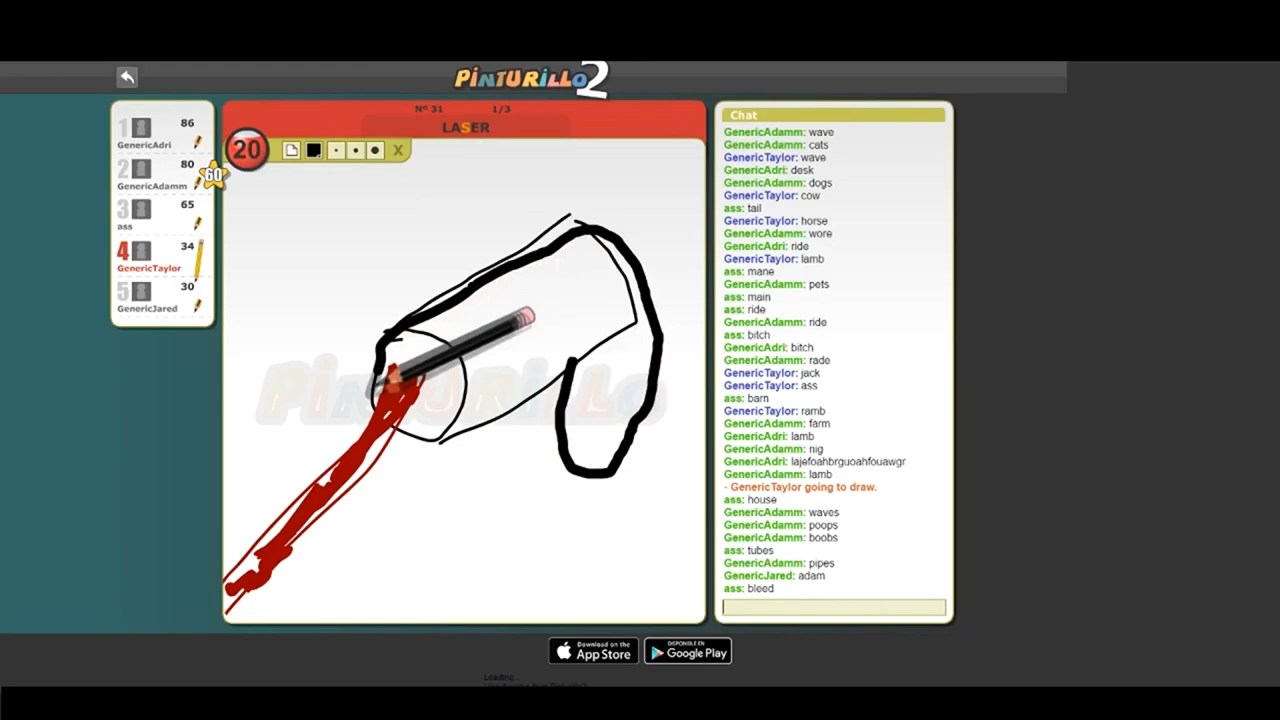 PiNTURiLLO 2
Nº 31 1/3
LASER
20
1 86
GenericAdri
2 80
60
GenericAdamm
3 65
ass
4 34
GenericTaylor
5 30
GenericJared
X
PiNTURiLLO
Chat
GenericAdamm: wave
GenericAdamm: cats
GenericTaylor: wave
GenericAdri: desk
GenericAdamm: dogs
GenericTaylor: cow
ass: tail
GenericTaylor: horse
GenericAdamm: wore
GenericAdri: ride
GenericTaylor: lamb
ass: mane
GenericAdamm: pets
ass: main
ass: ride
GenericAdamm: ride
ass: bitch
GenericAdri: bitch
GenericAdamm: rade
GenericTaylor: jack
GenericTaylor: ass
ass: barn
GenericTaylor: ramb
GenericAdamm: farm
GenericAdri: lamb
GenericAdamm: nig
GenericAdri: lajefoahbrguoahfouawgr
GenericAdamm: lamb
- GenericTaylor going to draw.
ass: house
GenericAdamm: waves
GenericAdamm: poops
GenericAdamm: boobs
ass: tubes
GenericAdamm: pipes
GenericJared: adam
ass: bleed
Download on the
App Store
DISPONIBLE EN
Google Play
Loading...